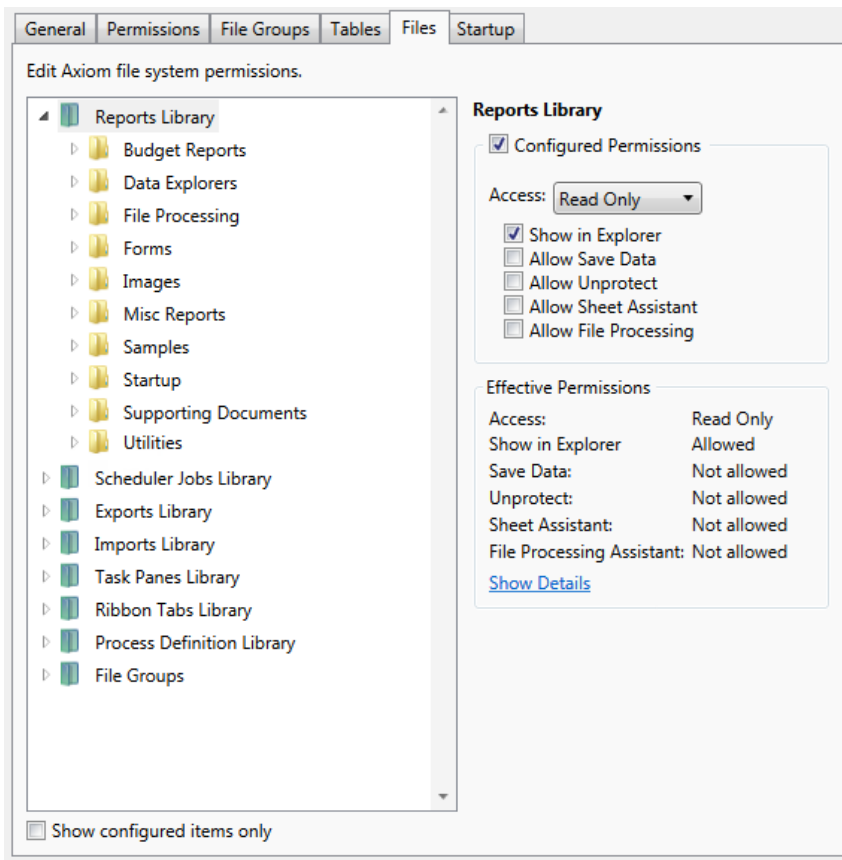 General Permissions File Groups Tables Files Startup
Edit Axiom file system permissions.
Reports Library
Budget Reports
Data Explorers
File Processing
Forms
Images
Misc Reports
Samples
Startup
Supporting Documents
Utilities
Scheduler Jobs Library
Exports Library
Imports Library
Task Panes Library
Ribbon Tabs Library
Process Definition Library
File Groups
Show configured items only
Reports Library
Configured Permissions
Access: Read Only
Show in Explorer
Allow Save Data
Allow Unprotect
Allow Sheet Assistant
Allow File Processing
Effective Permissions
Access: Read Only
Show in Explorer Allowed
Save Data: Not allowed
Unprotect: Not allowed
Sheet Assistant: Not allowed
File Processing Assistant: Not allowed
Show Details